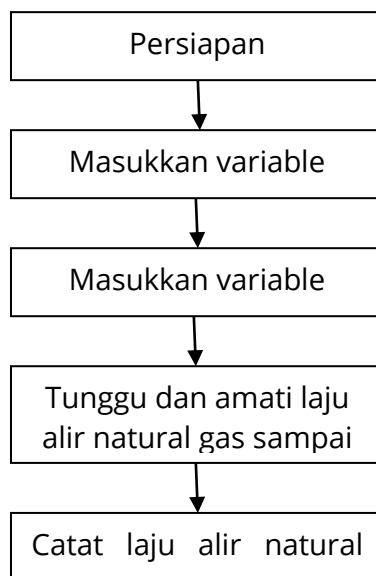 Persiapan
Masukkan variable
Masukkan variable
Tunggu dan amati laju
alir natural gas sampai
Catat laju alir natural